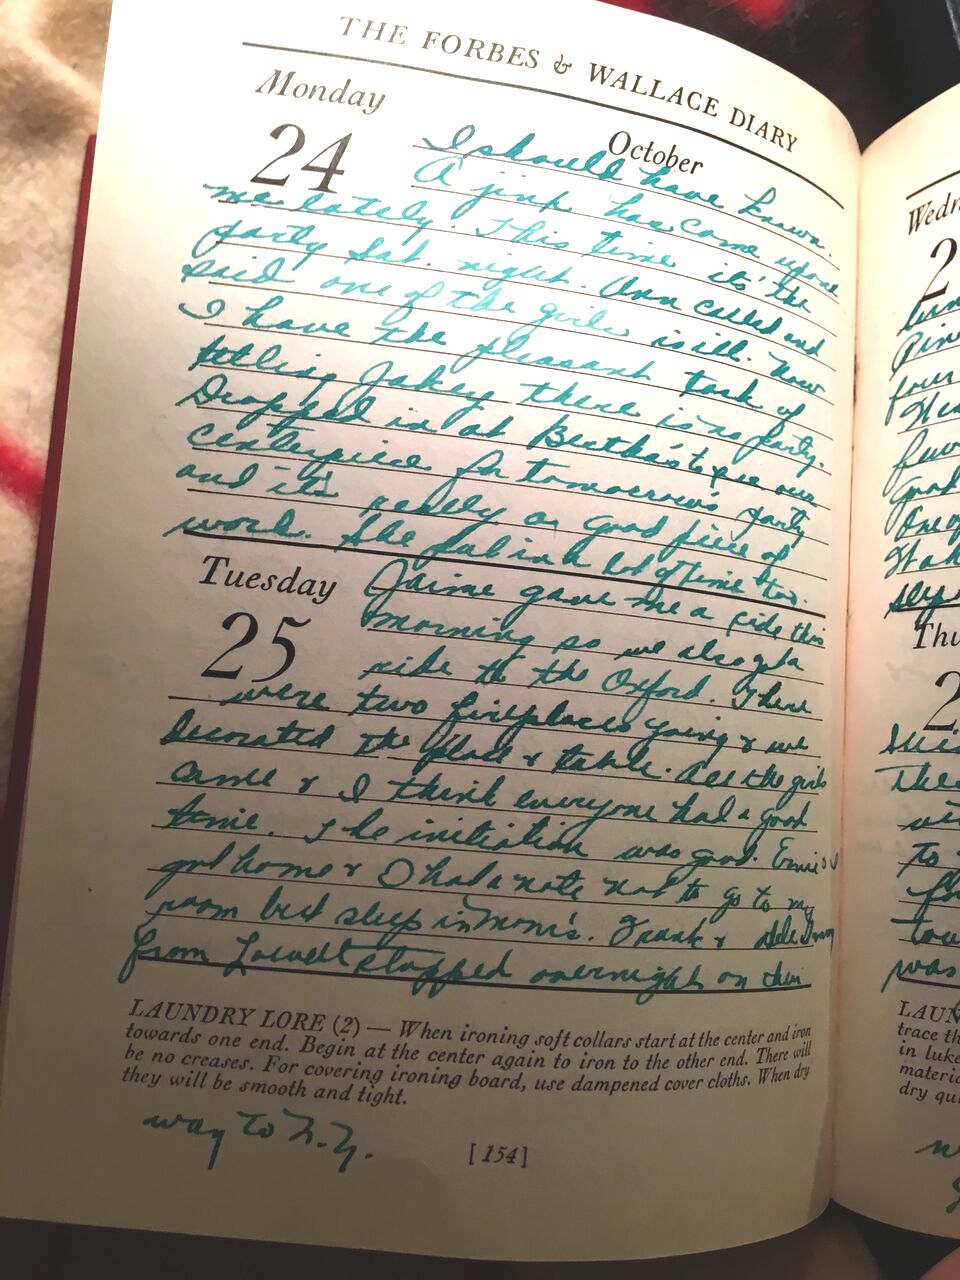 THE FORBES & WALLACE DIARY
Monday
24
October
I should have known.
A jinx has come upon
me lately. This time it's the
party Sat. night. Ann called and
said one of the girls is ill. Now
I have the pleasant task of
telling Jakey there is no party.
Dropped in at Bertha's to see our
centerpiece for tomorrow's party
and it's really a good piece of
work. She put in a lot of time too.
Tuesday
25
Jaime gave me a ride this
morning so we also got a
ride to the Oxford. There
were two fireplaces going & we
decorated the place & table. All the girls
came & I think everyone had a good
time. The initiation was good. Ernie & I
got home & I had a note not to go to my
room but sleep in Mom's. Frank &
from Lowell stopped overnight on their
LAUNDRY LORE (2) — When ironing soft collars start at the center and iron
towards one end. Begin at the center again to iron to the other end. There will
be no creases. For covering ironing board, use dampened cover cloths. When dry
they will be smooth and tight.
way to N.Y.
[ 154 ]